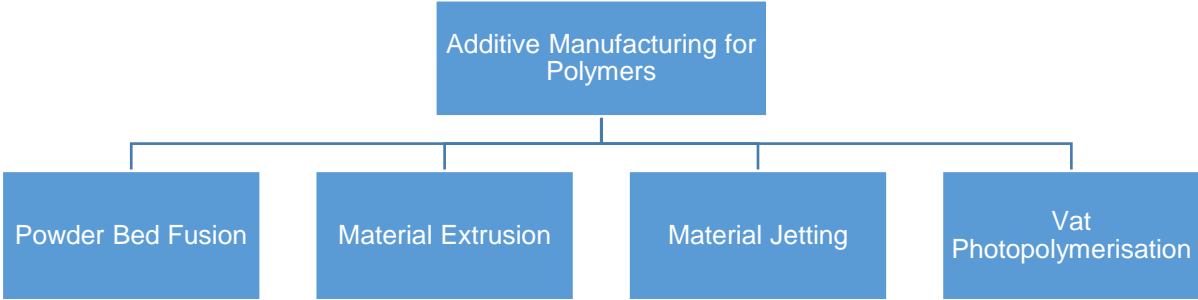 Additive Manufacturing for
Polymers
Powder Bed Fusion
Material Extrusion
Material Jetting
Vat
Photopolymerisation